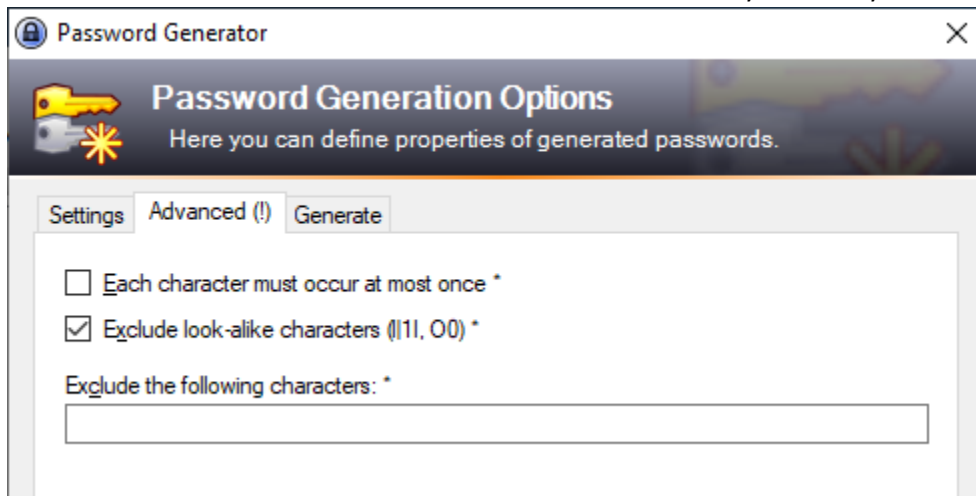 Password Generator
Password Generation Options
Here you can define properties of generated passwords.
Settings Advanced (!) Generate
Each character must occur at most once *
Exclude look-alike characters (l|1I, O0) *
Exclude the following characters: *